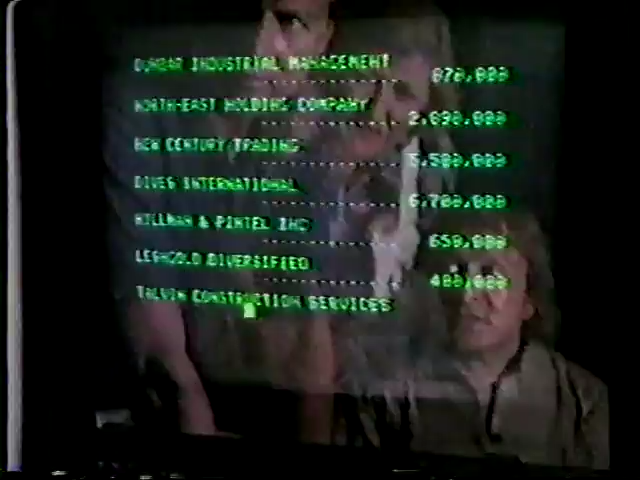 DUNBAR INDUSTRIAL MANAGEMENT
870,000
NORTH-EAST HOLDING COMPANY
2,090,000
NEW CENTURY TRADING
5,500,000
DIVES INTERNATIONAL
6,700,000
HILLMAN & PINTEL INC
650,000
DIVERSIFIED
400,000
TALVIN CONSTRUCTION SERVICES